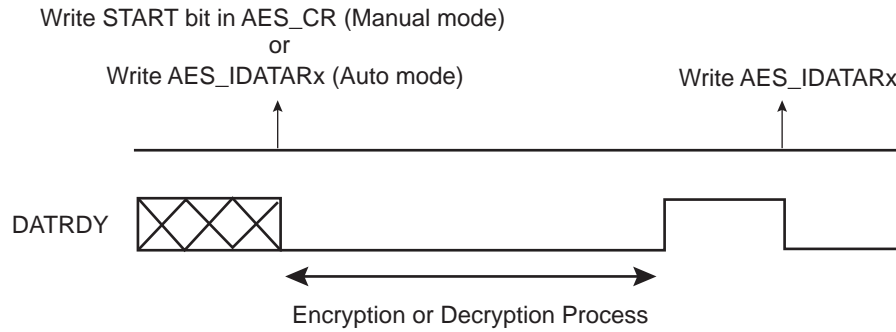 Write START bit in AES_CR (Manual mode)
or
Write AES_IDATARx (Auto mode)
Write AES_IDATARx
DATRDY
Encryption or Decryption Process